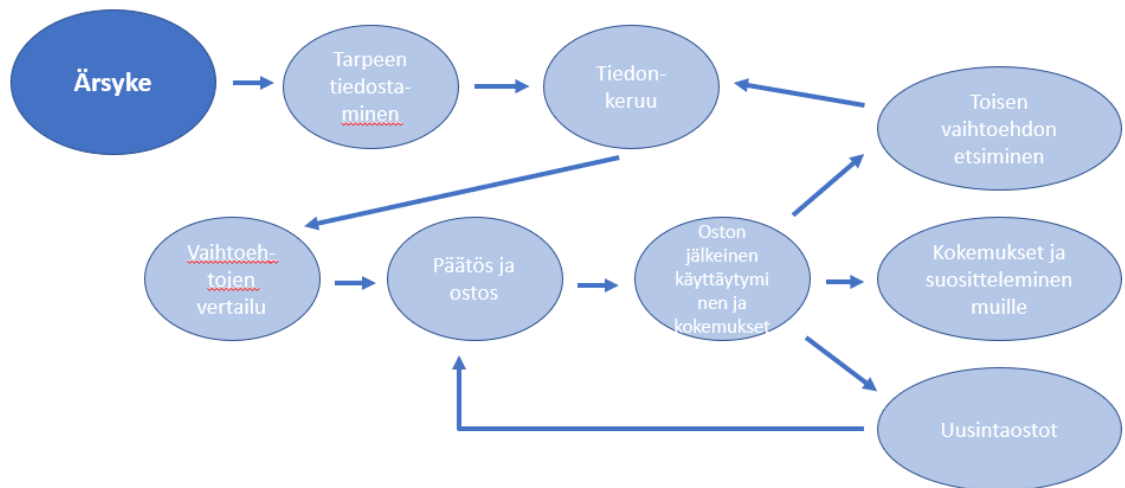 Ärsyke
Tarpeen
tiedosta-
minen
Tiedon-
keruu
Toisen
vaihtoehdon
etsiminen
Vaihtoeh-
tojen
vertailu
Päätös ja
ostos
Oston
jälkeinen
käyttäytymi
nen ja
kokemukset
Kokemukset ja
suositteleminen
muille
Uusintaostot